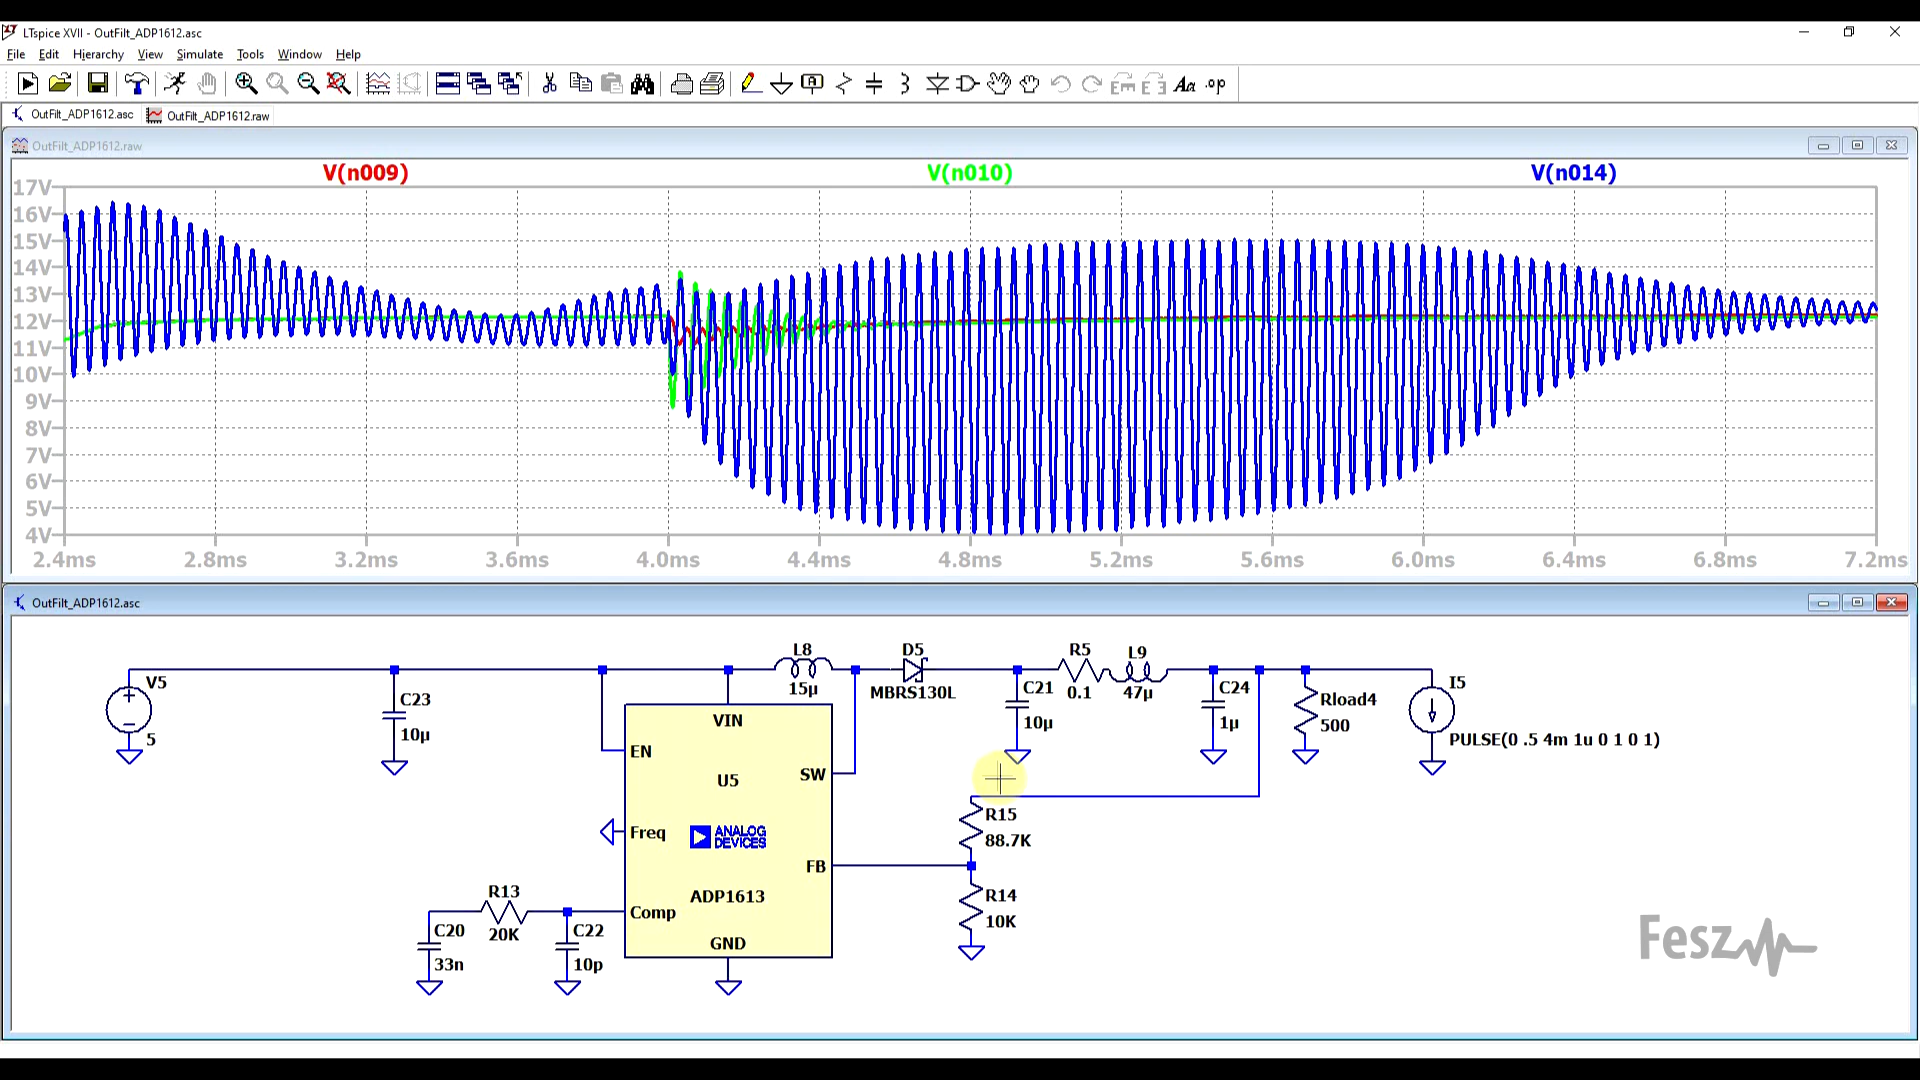 LTspice XVII - OutFilt_ADP1612.asc
File Edit Hierarchy View Simulate Tools Window Help
OutFilt_ADP1612.asc OutFilt_ADP1612.raw
OutFilt_ADP1612.raw
V(n009) V(n010) V(n014)
17V
16V
15V
14V
13V
12V
11V
10V
9V
8V
7V
6V
5V
4V
2.4ms 2.8ms 3.2ms 3.6ms 4.0ms 4.4ms 4.8ms 5.2ms 5.6ms 6.0ms 6.4ms 6.8ms 7.2ms
OutFilt_ADP1612.asc
V5
5
C23
10µ
L8
15µ
D5
MBRS130L
C21
10µ
R5
0.1
L9
47µ
C24
1µ
Rload4
500
I5
PULSE(0 .5 4m 1u 0 1 0 1)
VIN
EN
U5
SW
Freq
ANALOG
DEVICES
FB
ADP1613
Comp
GND
R15
88.7K
R14
10K
R13
20K
C20
33n
C22
10p
Fesz